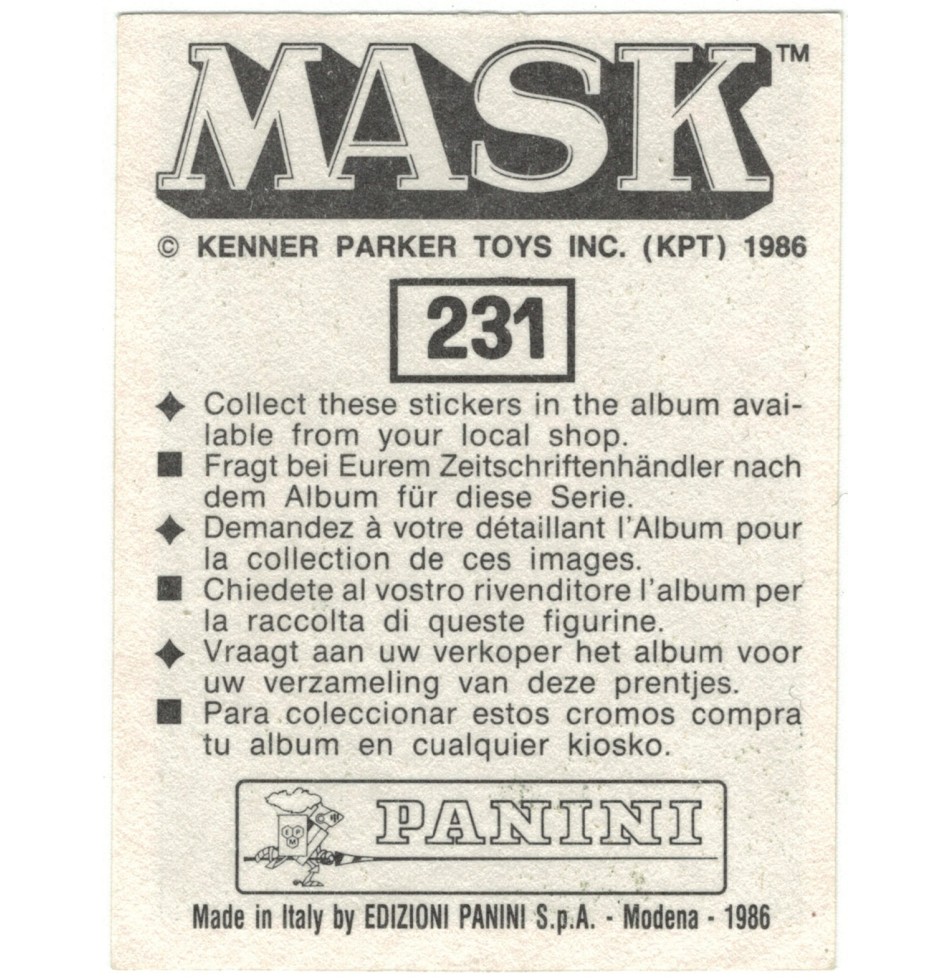 MASK™
© KENNER PARKER TOYS INC. (KPT) 1986
231
Collect these stickers in the album avai-
lable from your local shop.
Fragt bei Eurem Zeitschriftenhändler nach
dem Album für diese Serie.
Demandez à votre détaillant l'Album pour
la collection de ces images.
Chiedete al vostro rivenditore l'album per
la raccolta di queste figurine.
Vraagt aan uw verkoper het album voor
uw verzameling van deze prentjes.
Para coleccionar estos cromos compra
tu album en cualquier kiosko.
EPM
PANINI
Made in Italy by EDIZIONI PANINI S.p.A. - Modena - 1986